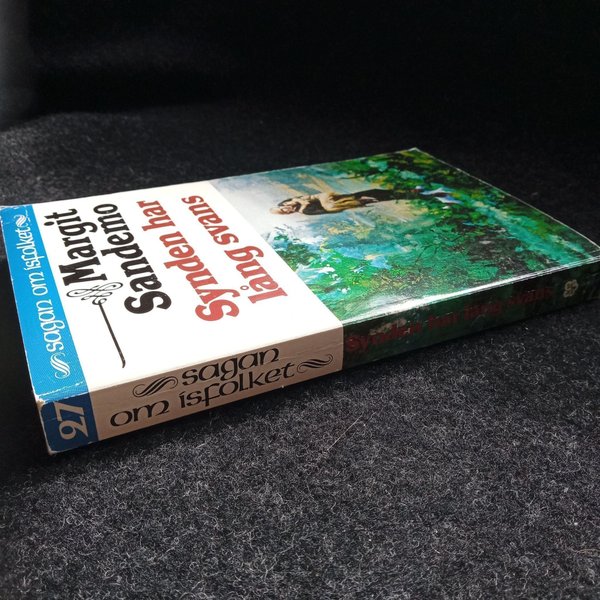 sagan om isfolket
Margit
Sandemo
Synden har
lång svans
27
sagan
om isfolket
Synden har lång svans